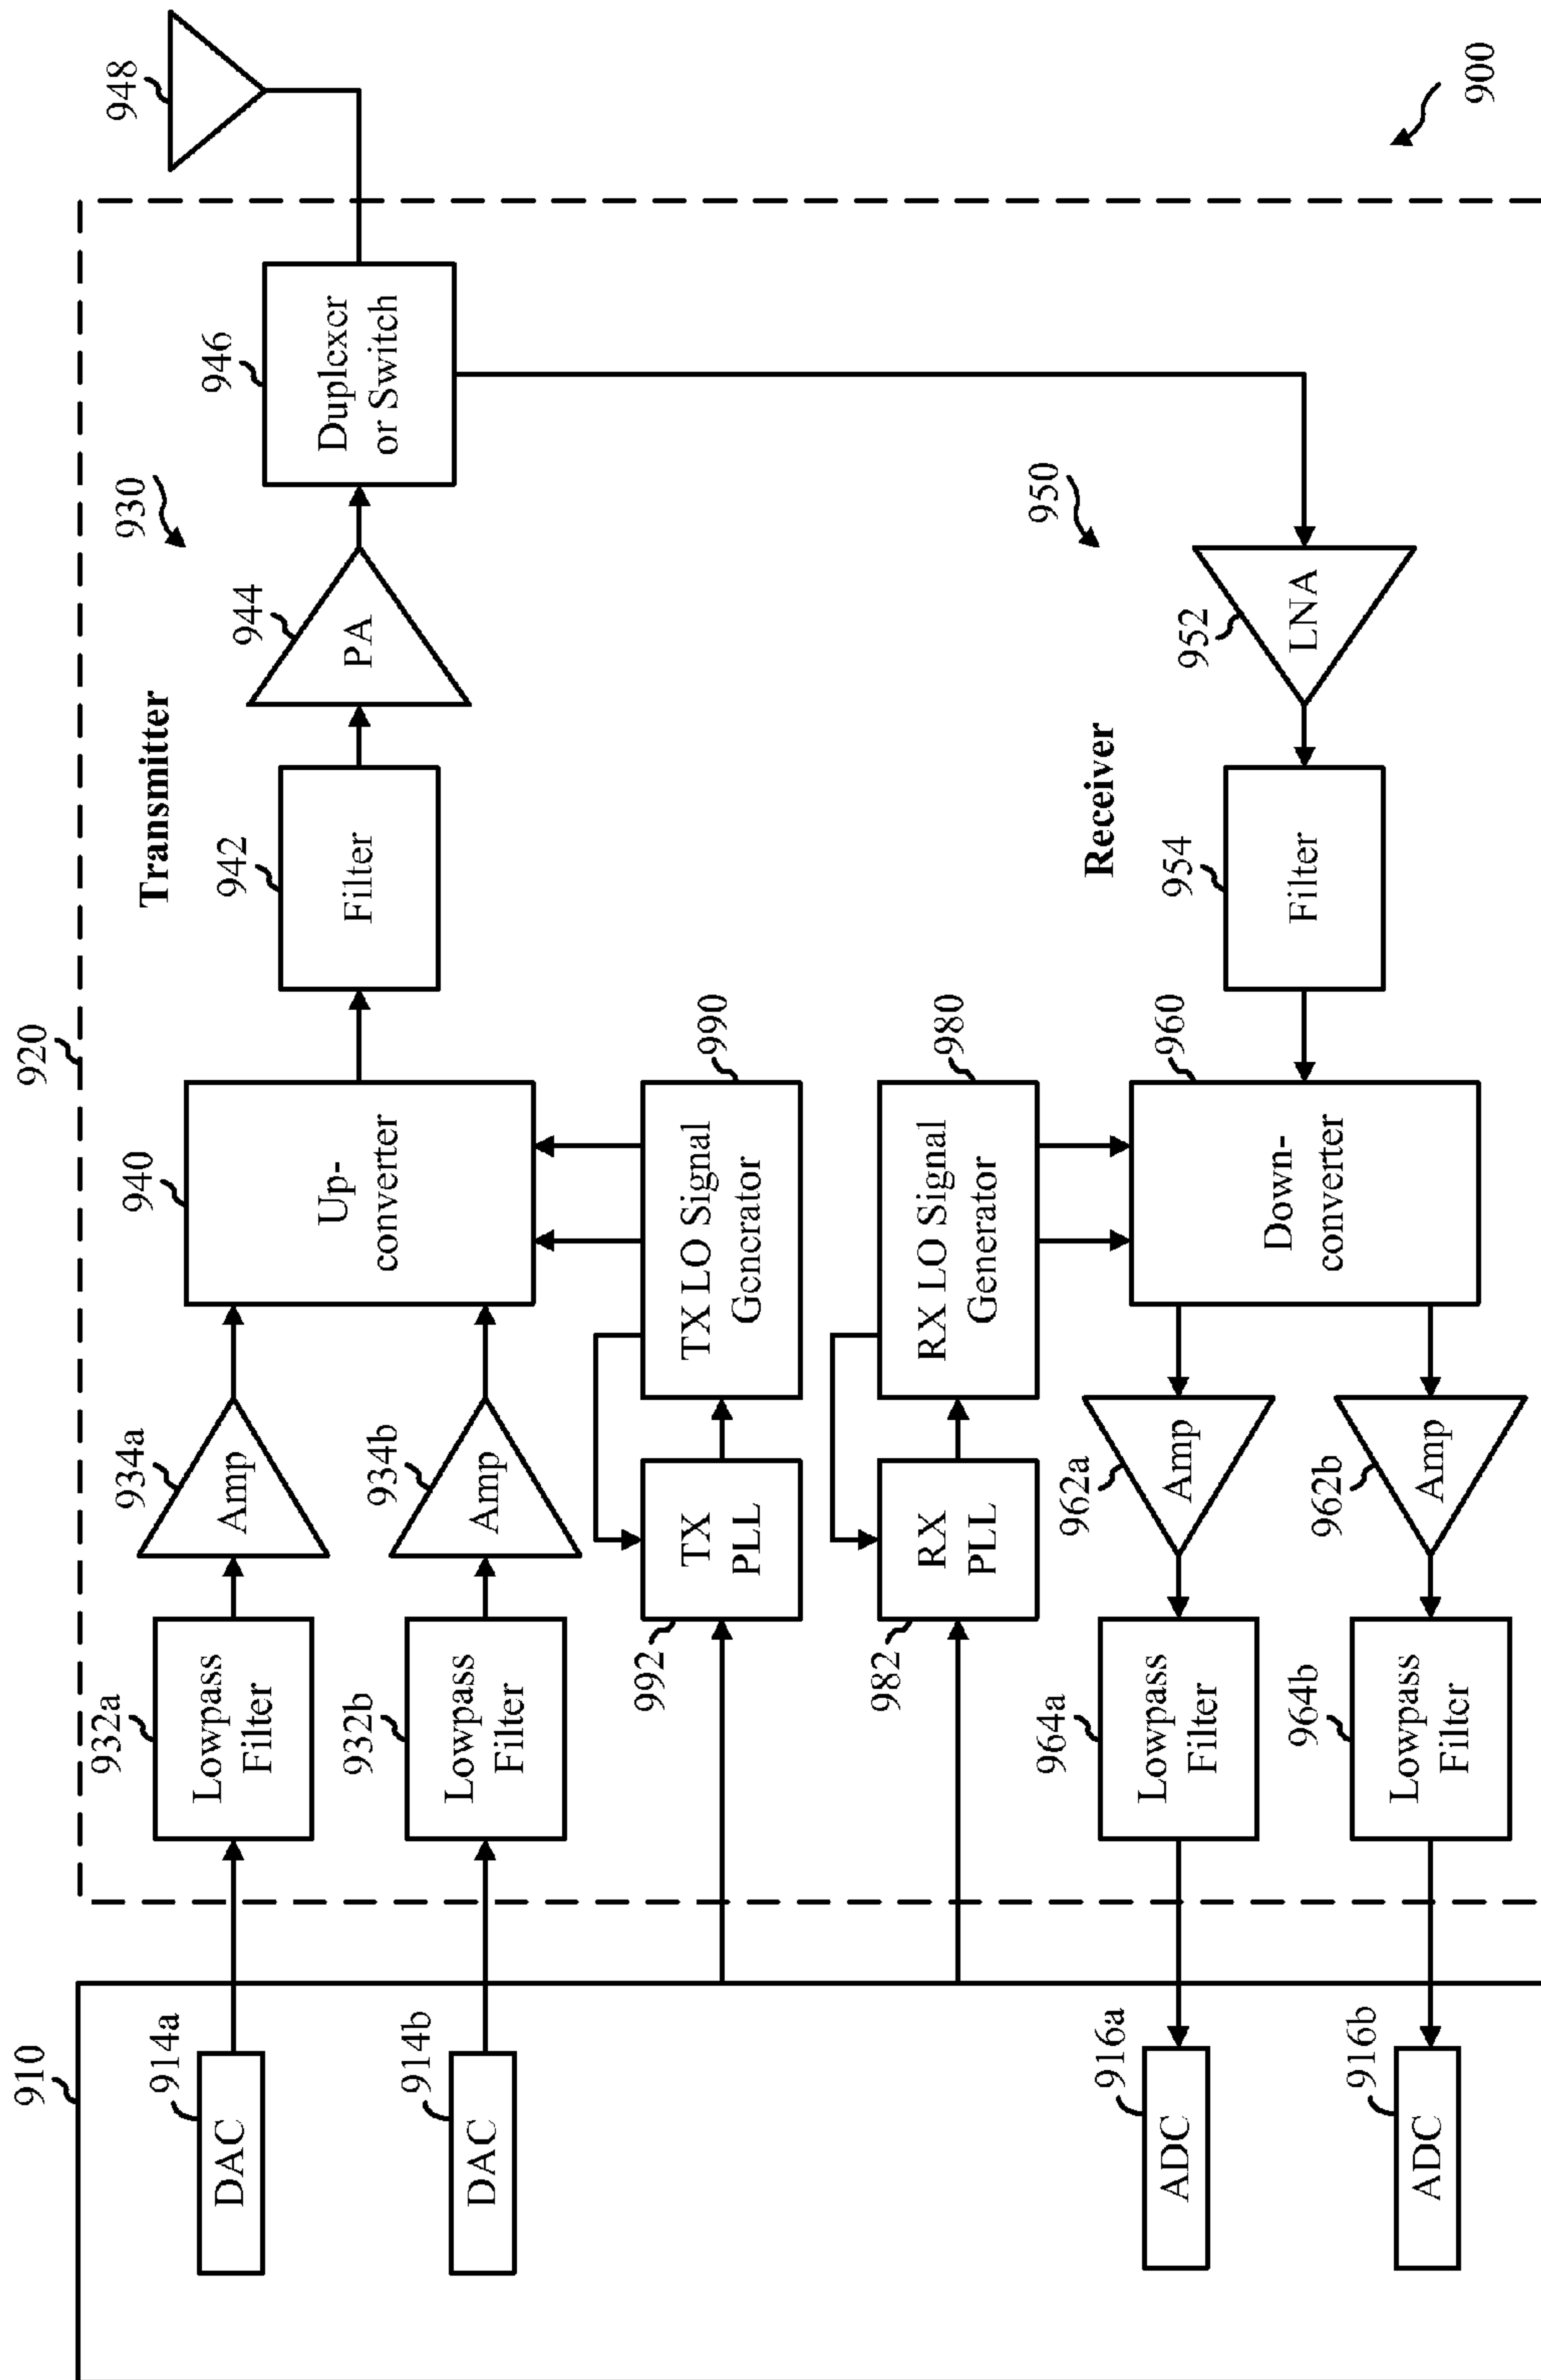 920
930
948
Transmitter
932a
934a
940
942
944
946
910
914a
DAC
Lowpass
Filter
Amp
Up-
converter
Filter
PA
Duplexer
or Switch
914b
DAC
932b
Lowpass
Filter
934b
Amp
992
TX
PLL
TX LO Signal
Generator
990
982
RX
PLL
RX LO Signal
Generator
980
Receiver
950
916a
ADC
964a
Lowpass
Filter
962a
Amp
960
Down-
converter
954
Filter
952
LNA
916b
ADC
964b
Lowpass
Filter
962b
Amp
900